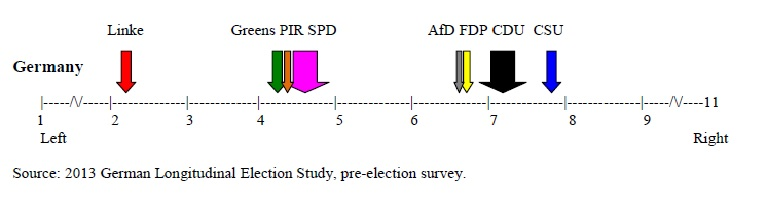 Linke Greens PIR SPD AfD FDP CDU CSU
Germany
|----/\/-----|--------------|-------------|--------------|--------------|--------------|--------------|--------------|----/\/----11
1 2 3 4 5 6 7 8 9
Left Right
Source: 2013 German Longitudinal Election Study, pre-election survey.